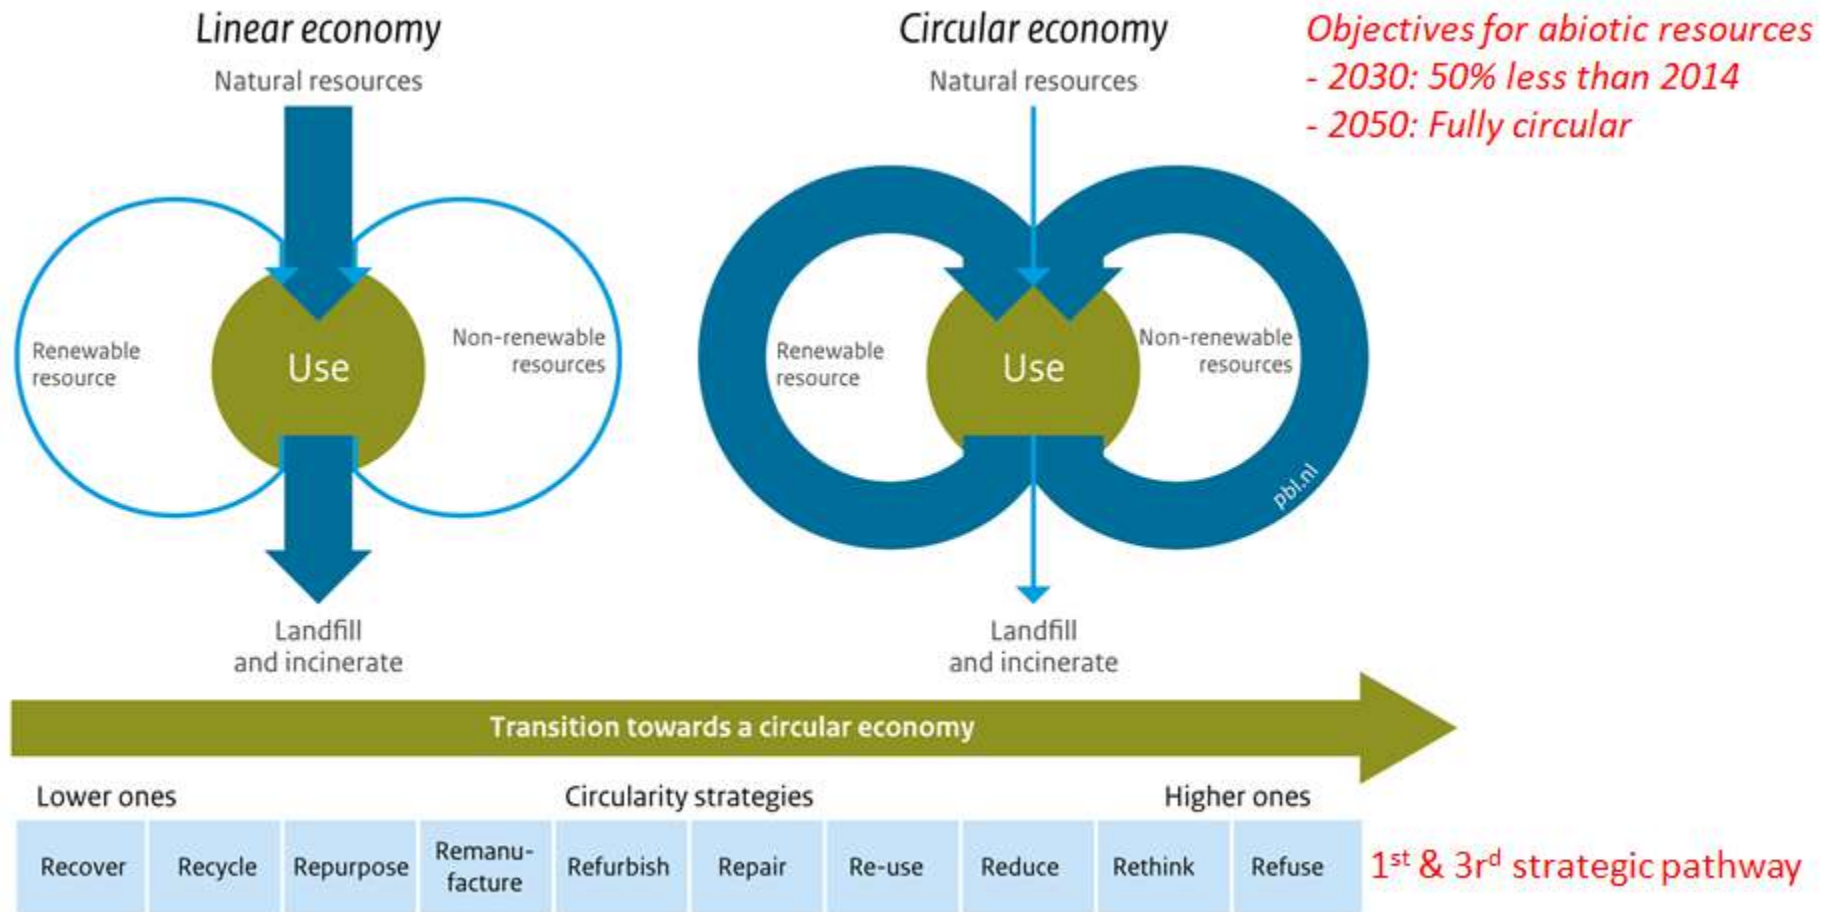 Linear economy
Natural resources
Renewable
resource
Use
Non-renewable
resources
Landfill
and incinerate
Circular economy
Natural resources
Renewable
resource
Use
Non-renewable
resources
pbl.nl
Landfill
and incinerate
Objectives for abiotic resources
- 2030: 50% less than 2014
- 2050: Fully circular
Transition towards a circular economy
Lower ones
Circularity strategies
Higher ones
Recover
Recycle
Repurpose
Remanu-
facture
Refurbish
Repair
Re-use
Reduce
Rethink
Refuse
1st & 3rd strategic pathway